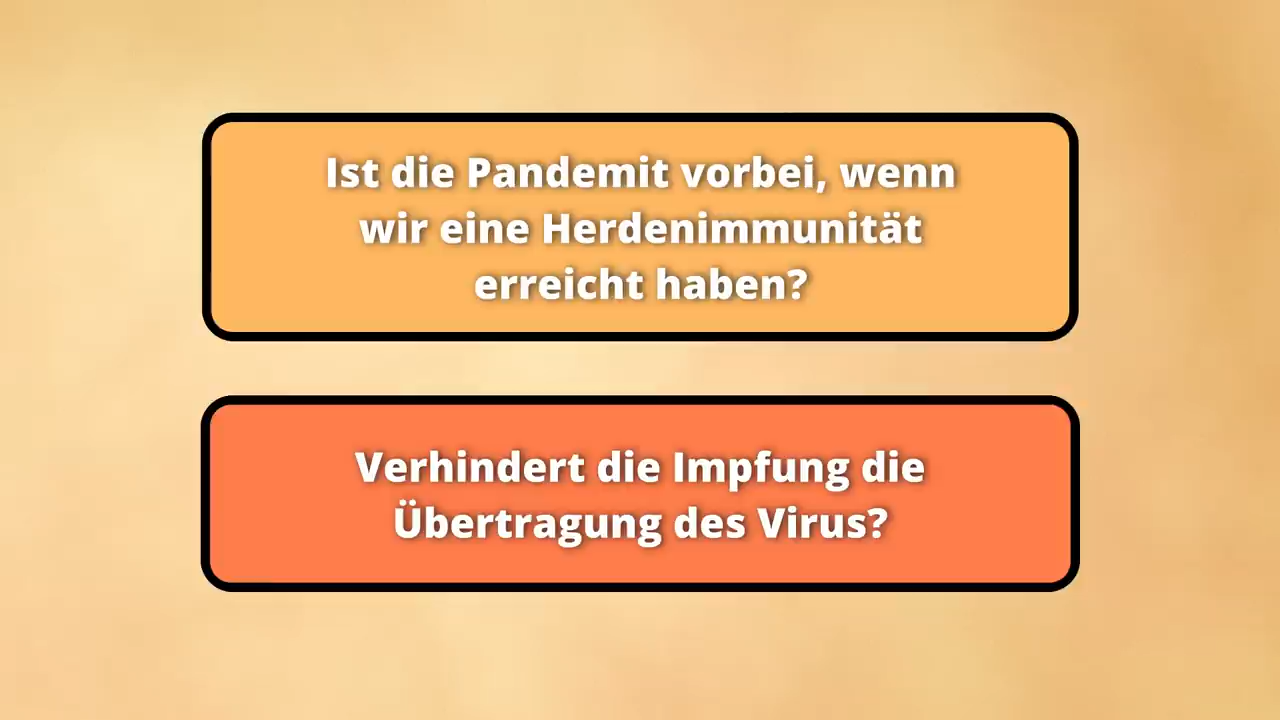 Ist die Pandemit vorbei, wenn
wir eine Herdenimmunität
erreicht haben?
Verhindert die Impfung die
Übertragung des Virus?